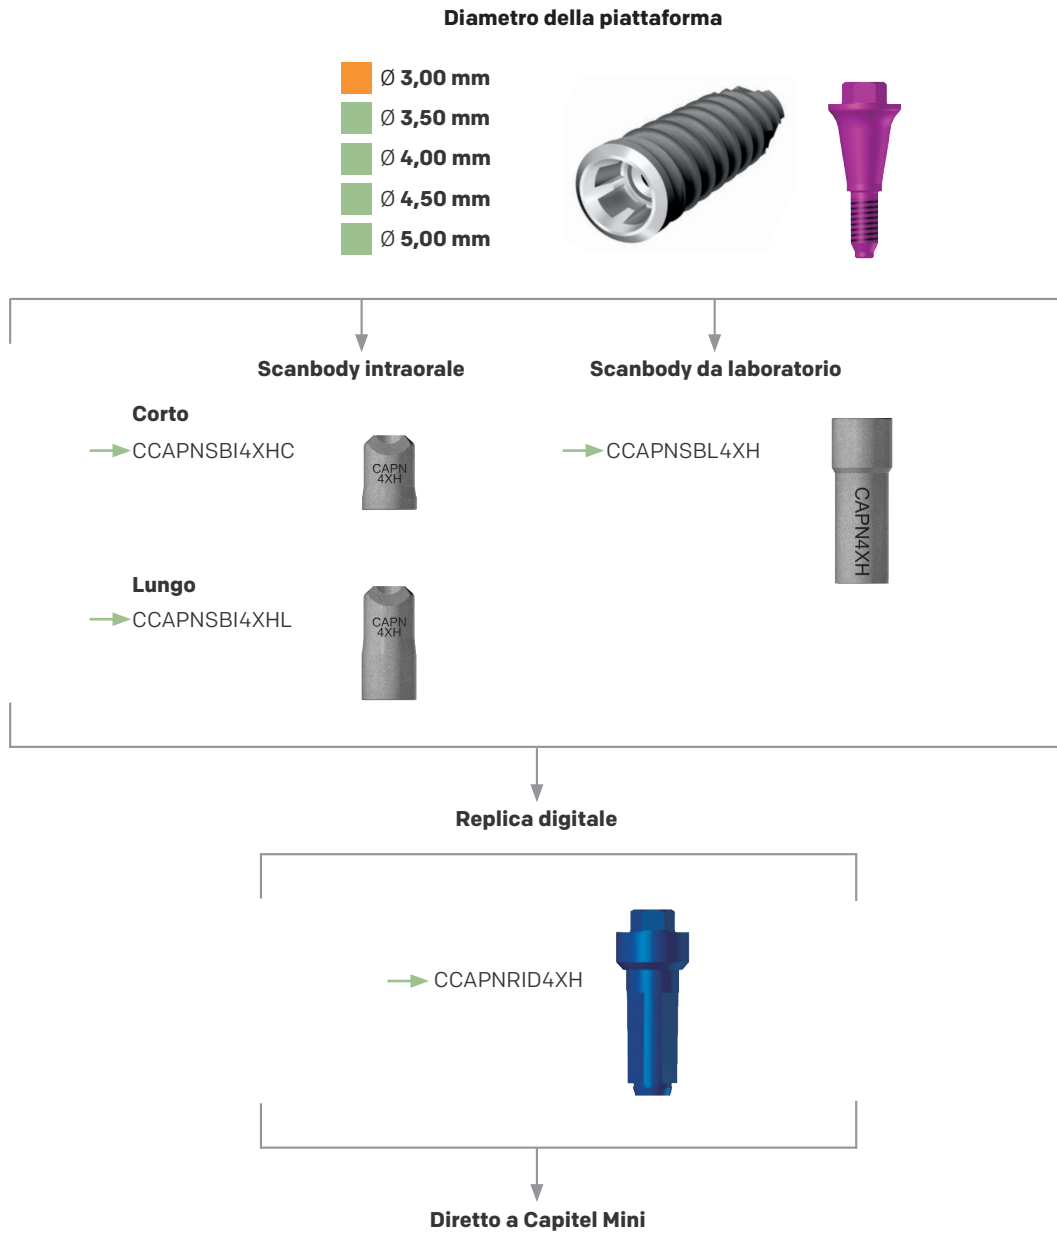 Diametro della piattaforma
Ø 3,00 mm
Ø 3,50 mm
Ø 4,00 mm
Ø 4,50 mm
Ø 5,00 mm
Scanbody intraorale
Scanbody da laboratorio
Corto
CCAPNSBI4XHC
CAPN
4XH
CCAPNSBL4XH
CAPN4XH
Lungo
CCAPNSBI4XHL
CAPN
4XH
Replica digitale
CCAPNRID4XH
Diretto a Capitel Mini